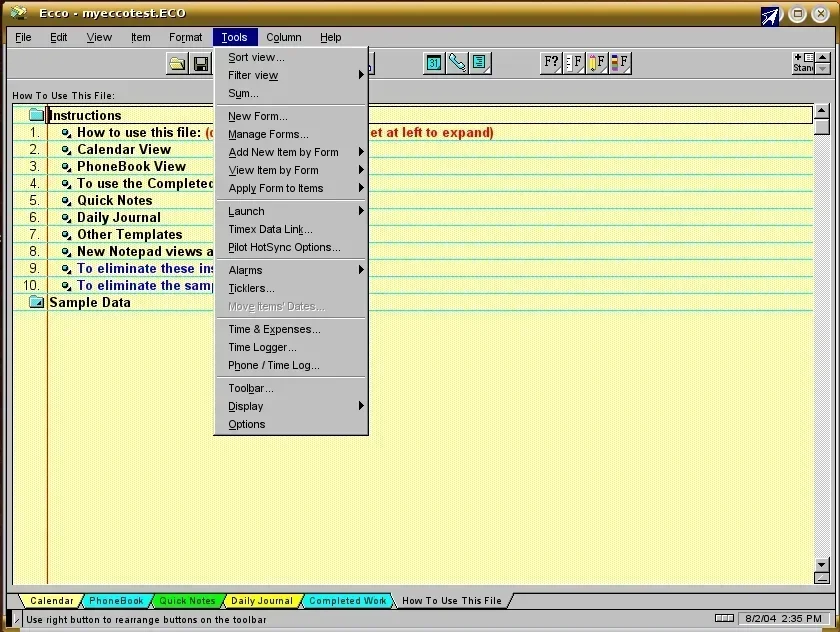 Ecco - myeccotest.ECO
File Edit View Item Format Tools Column Help
Sort view...
Filter view
Sum...
New Form...
Manage Forms...
Add New Item by Form
View Item by Form
Apply Form to Items
Launch
Timex Data Link...
Pilot HotSync Options...
Alarms
Ticklers...
Move Items' Dates...
Time & Expenses...
Time Logger...
Phone / Time Log...
Toolbar...
Display
Options
31 F? F F F Stan
How To Use This File:
Instructions
1. How to use this file: et at left to expand)
2. Calendar View
3. PhoneBook View
4. To use the Completed
5. Quick Notes
6. Daily Journal
7. Other Templates
8. New Notepad views a
9. To eliminate these ins
10. To eliminate the samp
Sample Data
Calendar PhoneBook Quick Notes Daily Journal Completed Work How To Use This File
Use right button to rearrange buttons on the toolbar 8/2/04 2:35 PM